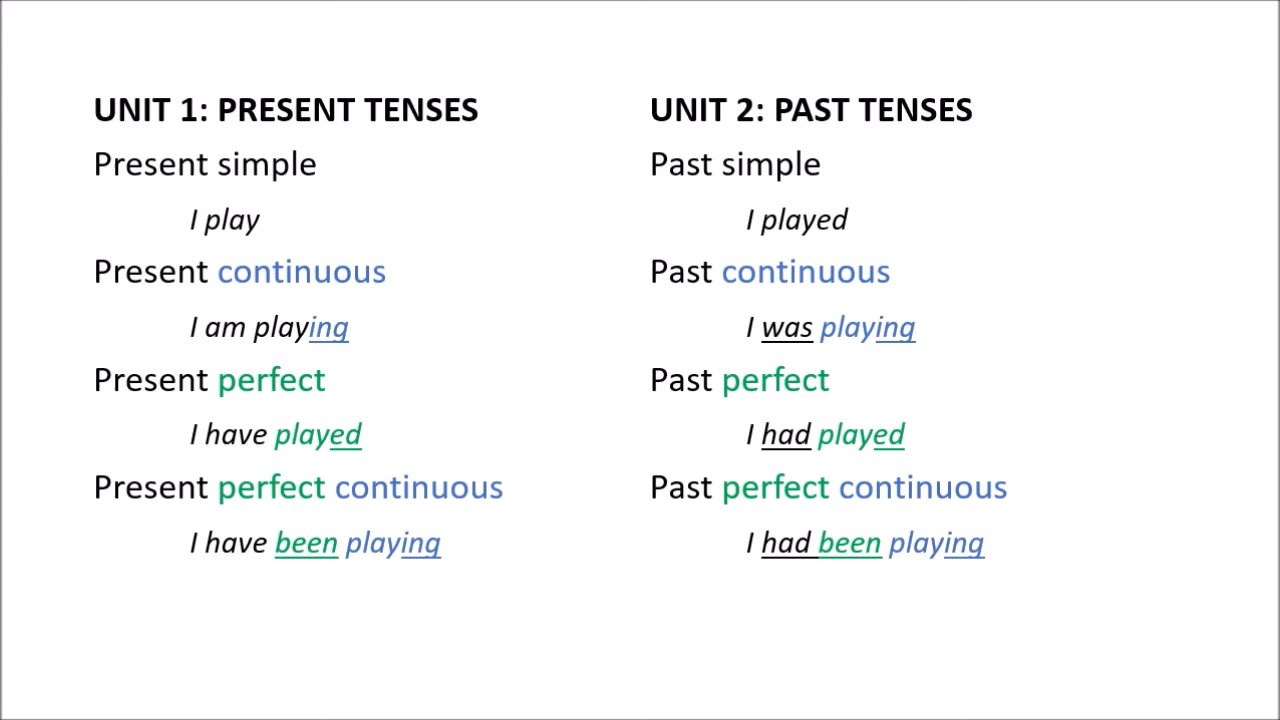 UNIT 1: PRESENT TENSES
Present simple
I play
Present continuous
I am playing
Present perfect
I have played
Present perfect continuous
I have been playing
UNIT 2: PAST TENSES
Past simple
I played
Past continuous
I was playing
Past perfect
I had played
Past perfect continuous
I had been playing